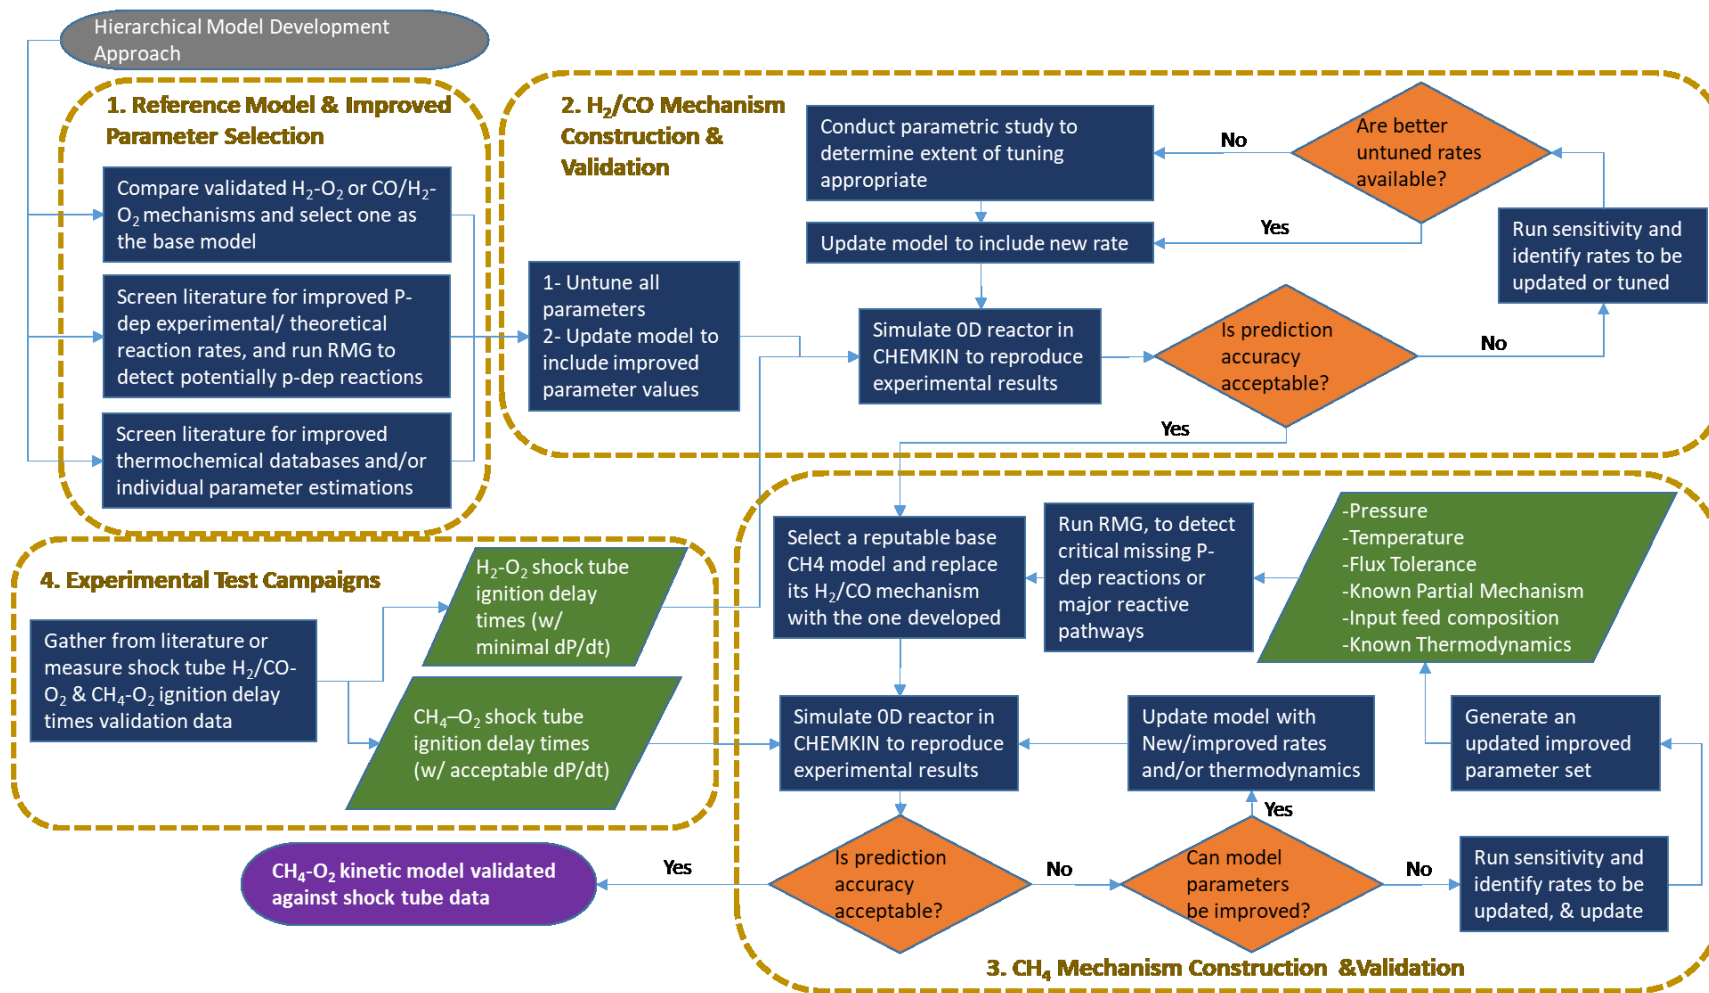 Hierarchical Model Development
Approach
1. Reference Model & Improved
Parameter Selection
Compare validated H₂-O₂ or CO/H₂-
O₂ mechanisms and select one as
the base model
Screen literature for improved P-
dep experimental/ theoretical
reaction rates, and run RMG to
detect potentially p-dep reactions
Screen literature for improved
thermochemical databases and/or
individual parameter estimations
2. H₂/CO Mechanism
Construction &
Validation
Conduct parametric study to
determine extent of tuning
appropriate
No
Are better
untuned rates
available?
Yes
Update model to include new rate
Run sensitivity and
identify rates to be
updated or tuned
1- Untune all
parameters
2- Update model to
include improved
parameter values
Simulate 0D reactor in
CHEMKIN to reproduce
experimental results
Is prediction
accuracy
acceptable?
No
Yes
4. Experimental Test Campaigns
Gather from literature or
measure shock tube H₂/CO-
O₂ & CH₄-O₂ ignition delay
times validation data
H₂-O₂ shock tube
ignition delay
times (w/
minimal dP/dt)
CH₄–O₂ shock tube
ignition delay times
(w/ acceptable dP/dt)
Select a reputable base
CH4 model and replace
its H₂/CO mechanism
with the one developed
Run RMG, to detect
critical missing P-
dep reactions or
major reactive
pathways
-Pressure
-Temperature
-Flux Tolerance
-Known Partial Mechanism
-Input feed composition
-Known Thermodynamics
Simulate 0D reactor in
CHEMKIN to reproduce
experimental results
Update model with
New/improved rates
and/or thermodynamics
Generate an
updated improved
parameter set
Yes
CH₄-O₂ kinetic model validated
against shock tube data
Yes
Is prediction
accuracy
acceptable?
No
Can model
parameters
be improved?
No
Run sensitivity and
identify rates to be
updated, & update
3. CH₄ Mechanism Construction &Validation